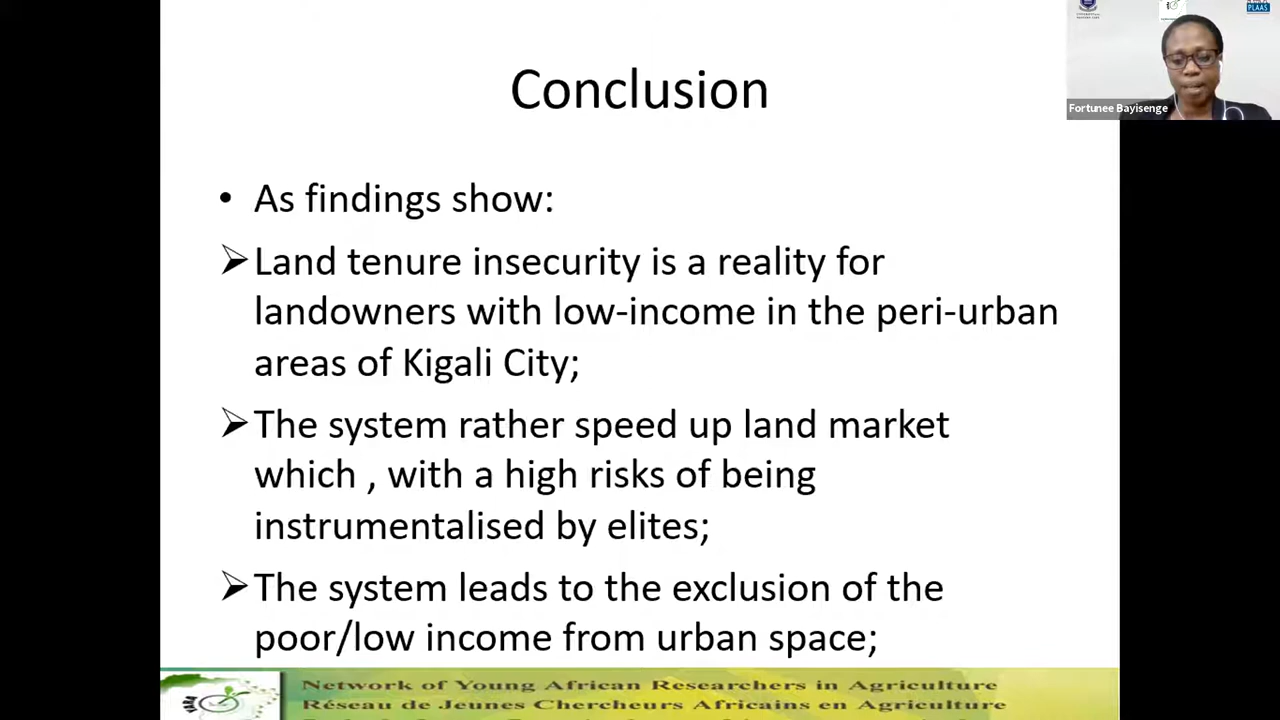 Conclusion
PLAAS
Fortunee Bayisenge
• As findings show:
➢ Land tenure insecurity is a reality for
landowners with low-income in the peri-urban
areas of Kigali City;
➢ The system rather speed up land market
which , with a high risks of being
instrumentalised by elites;
➢ The system leads to the exclusion of the
poor/low income from urban space;
Network of Young African Researchers in Agriculture
Réseau de Jeunes Chercheurs Africains en Agriculture